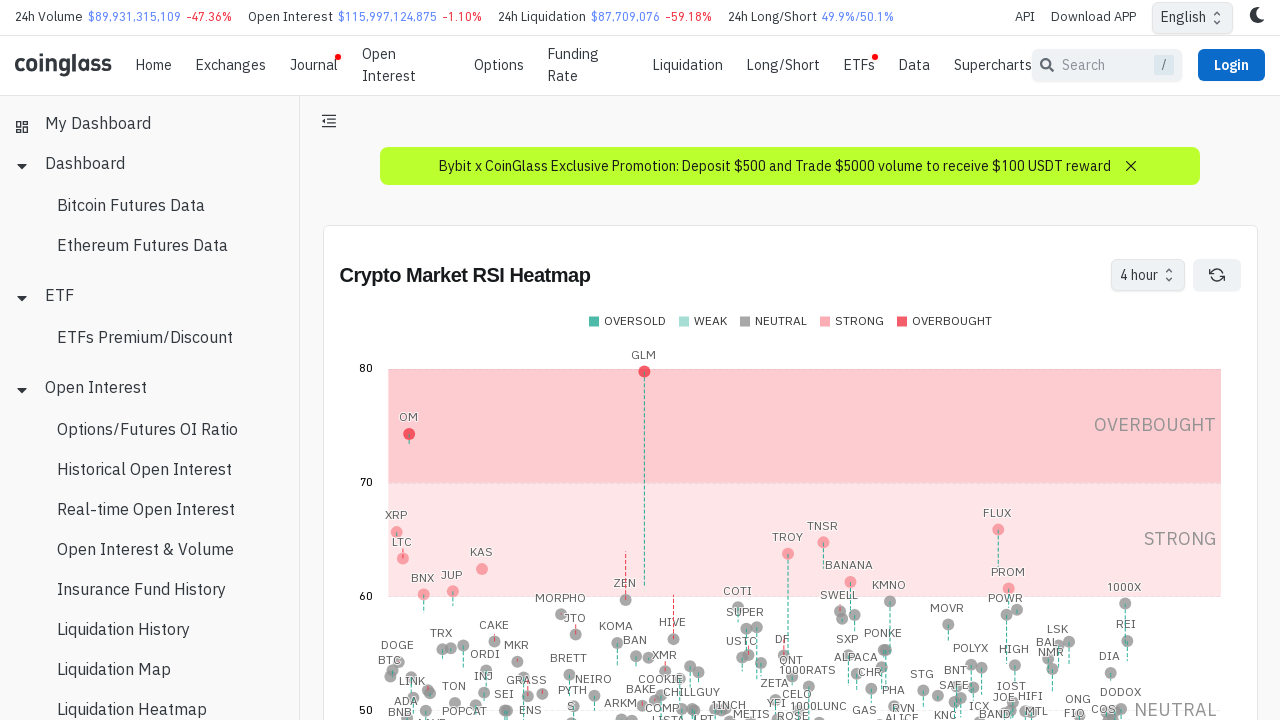 24h Volume $89,931,315,109 -47.36% Open Interest $115,997,124,875 -1.10% 24h Liquidation $87,709,076 -59.18% 24h Long/Short 49.9%/50.1% API Download APP English
coinglass Home Exchanges Journal Open Interest Options Funding Rate Liquidation Long/Short ETFs Data Supercharts Search / Login
My Dashboard
Dashboard
Bitcoin Futures Data
Ethereum Futures Data
ETF
ETFs Premium/Discount
Open Interest
Options/Futures OI Ratio
Historical Open Interest
Real-time Open Interest
Open Interest & Volume
Insurance Fund History
Liquidation History
Liquidation Map
Liquidation Heatmap
Bybit x CoinGlass Exclusive Promotion: Deposit $500 and Trade $5000 volume to receive $100 USDT reward
Crypto Market RSI Heatmap
4 hour
OVERSOLD WEAK NEUTRAL STRONG OVERBOUGHT
GLM
80
OM
OVERBOUGHT
70
XRP FLUX
TNSR
LTC TROY STRONG
KAS
BANANA
BNX JUP PROM
ZEN KMNO 1000X
COTI
60
MORPHO SWELL POWR
MOVR
SUPER
JTO
CAKE KOMA HIVE REI
TRX LSK
PONKE
DOGE MKR BAN USTC DF SXP BAL
POLYX HIGH NMR
BTC ORDI BRETT XMR ONT ALPACA DIA
1000RATS CHR BNT
LINK INJ GRASS NEIRO COOKIE STG
TON PYTH BAKE CHILLGUY ZETA SAFE IOST
ADA SEI CELO PHA DODOX
ARKM 1INCH YFI 1000LUNC ICX JOE HIFI ONG
BNB POPCAT ENS S COMP METIS ROSE GAS RVN KNC BAND MTL FIO COS
50 LISTA ALICE NEUTRAL